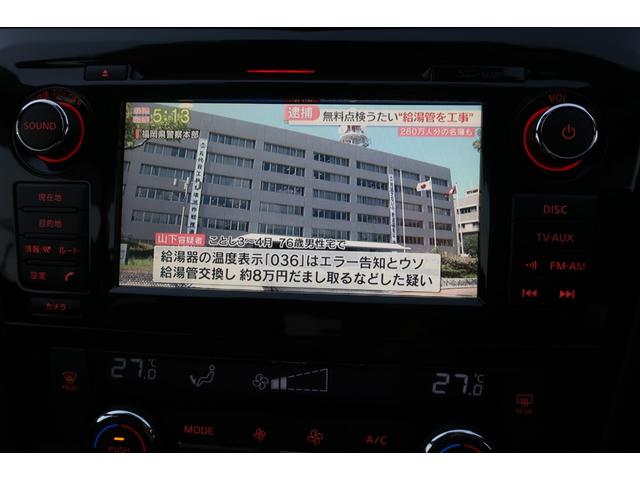 5:13
福岡県警察本部
逮捕 無料点検うたい"給湯管を工事"
280万人分の名簿も
山下容疑者 ことし3〜4月 76歳男性宅で
給湯器の温度表示「036」はエラー告知とウソ
給湯管交換し 約8万円だまし取るなどした疑い
SOUND
VOL
現在地
目的地
ルート
設定
カメラ
DISC
TV-AUX
FM-AM
27.0 ℃
27.0 ℃
FRONT
REAR
MODE
A/C
PUSH